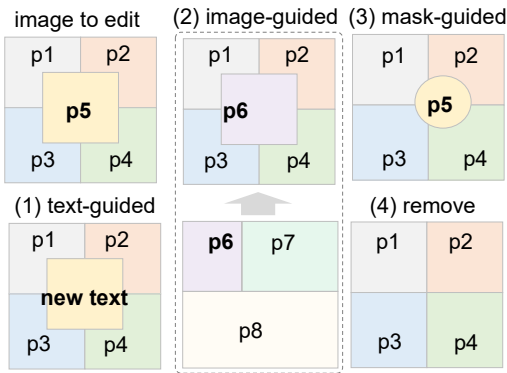 image to edit
p1 p2
p5
p3 p4
(1) text-guided
p1 p2
new text
p3 p4
(2) image-guided
p1 p2
p6
p3 p4
p6 p7
p8
(3) mask-guided
p1 p2
p5
p3 p4
(4) remove
p1 p2
p3 p4